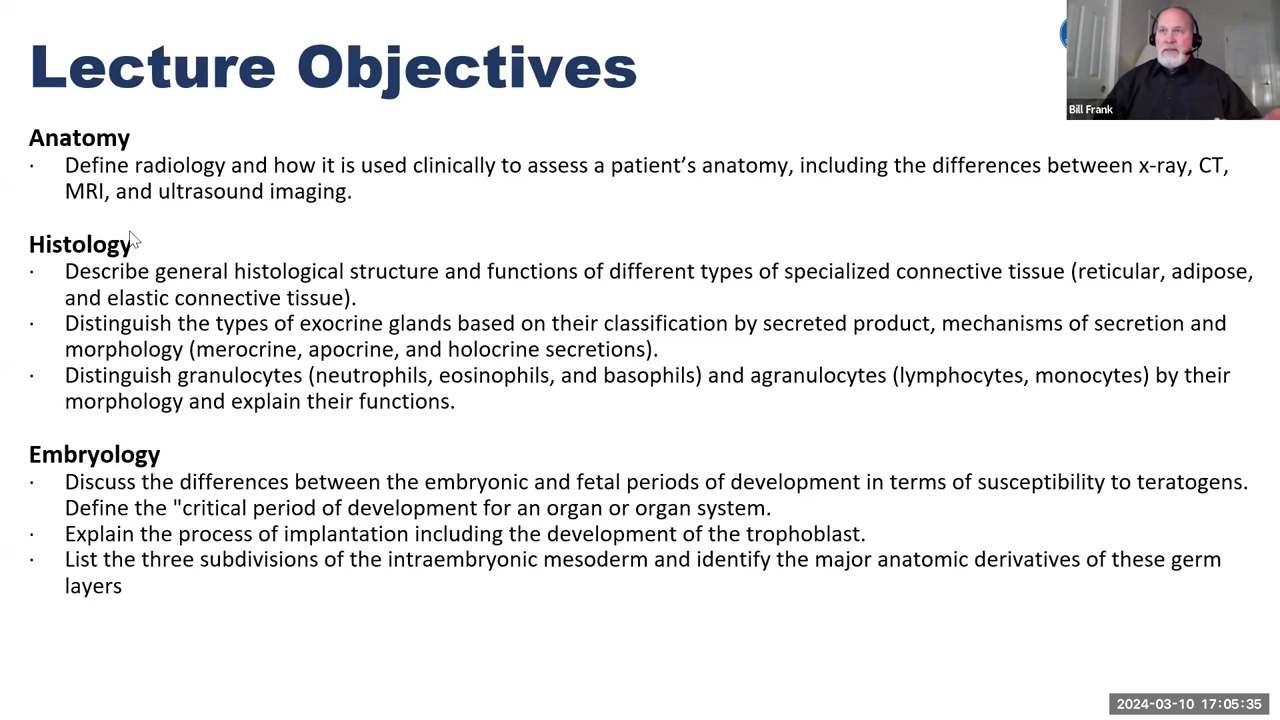 Lecture Objectives
Bill Frank
Anatomy
· Define radiology and how it is used clinically to assess a patient’s anatomy, including the differences between x-ray, CT,
MRI, and ultrasound imaging.
Histology
· Describe general histological structure and functions of different types of specialized connective tissue (reticular, adipose,
and elastic connective tissue).
· Distinguish the types of exocrine glands based on their classification by secreted product, mechanisms of secretion and
morphology (merocrine, apocrine, and holocrine secretions).
· Distinguish granulocytes (neutrophils, eosinophils, and basophils) and agranulocytes (lymphocytes, monocytes) by their
morphology and explain their functions.
Embryology
· Discuss the differences between the embryonic and fetal periods of development in terms of susceptibility to teratogens.
Define the "critical period of development for an organ or organ system.
· Explain the process of implantation including the development of the trophoblast.
· List the three subdivisions of the intraembryonic mesoderm and identify the major anatomic derivatives of these germ
layers
2024-03-10 17:05:35